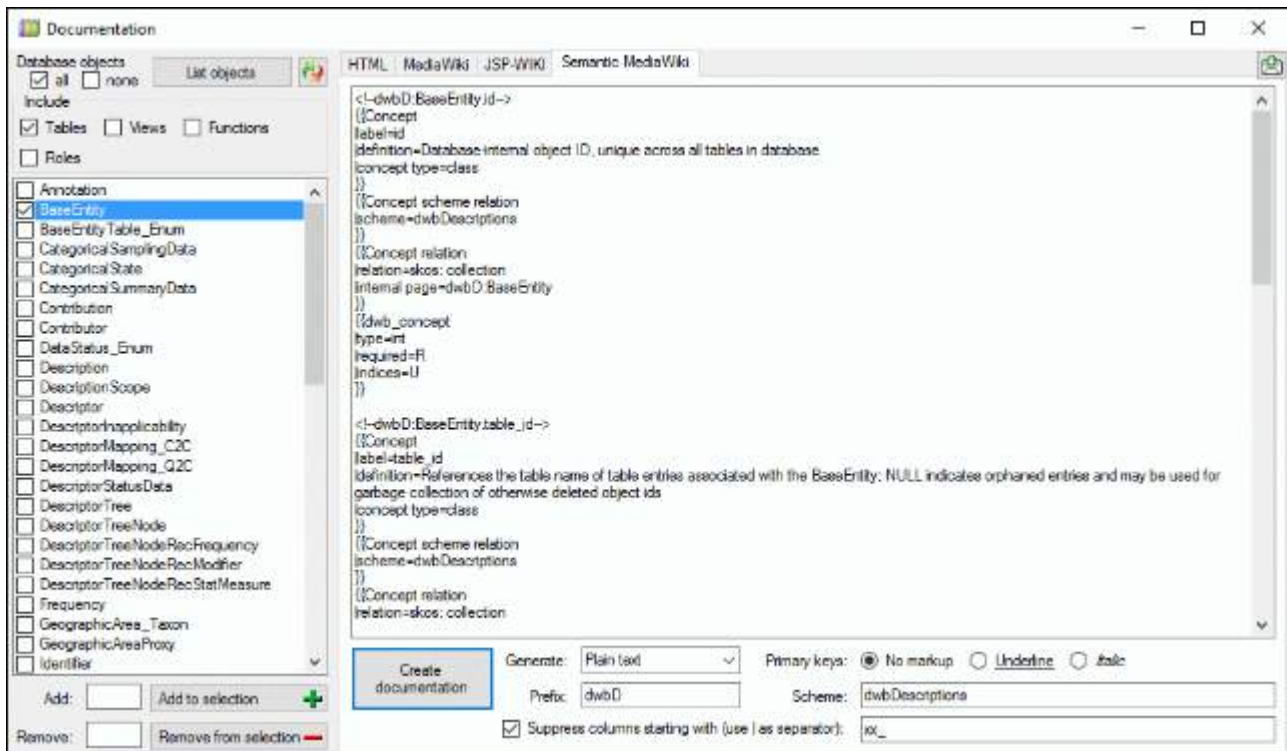 Documentation
Database objects
all none List objects
Include
Tables Views Functions
Roles
Annotation
BaseEntity
BaseEntityTable_Enum
CategoricalSamplingData
CategoricalState
CategoricalSummaryData
Contribution
Contributor
DataStatus_Enum
Description
DescriptionScope
Descriptor
DescriptorInapplicability
DescriptorMapping_C2C
DescriptorMapping_Q2C
DescriptorStatusData
DescriptorTree
DescriptorTreeNode
DescriptorTreeNodeRecFrequency
DescriptorTreeNodeRecModifier
DescriptorTreeNodeRecStatMeasure
Frequency
GeographicArea_Taxon
GeographicAreaProxy
Identifier
Add: Add to selection
Remove: Remove from selection
HTML MediaWiki JSP-WIKI Semantic MediaWiki
<!--dwbD:BaseEntity.id-->
{{Concept
|label=id
|definition=Database-internal object ID, unique across all tables in database
|concept type=class
}}
{{Concept scheme relation
|scheme=dwbDescriptions
}}
{{Concept relation
|relation=skos: collection
|internal page=dwbD:BaseEntity
}}
{{dwb_concept
|type=int
|required=R
|indices=U
}}
<!--dwbD:BaseEntity.table_id-->
{{Concept
|label=table_id
|definition=References the table name of table entries associated with the BaseEntity; NULL indicates orphaned entries and may be used for
garbage collection of otherwise deleted object ids
|concept type=class
}}
{{Concept scheme relation
|scheme=dwbDescriptions
}}
{{Concept relation
|relation=skos: collection
Create
documentation
Generate: Plain text Primary keys: No markup Underline Italic
Prefix: dwbD Scheme: dwbDescriptions
Suppress columns starting with (use | as separator): xx_